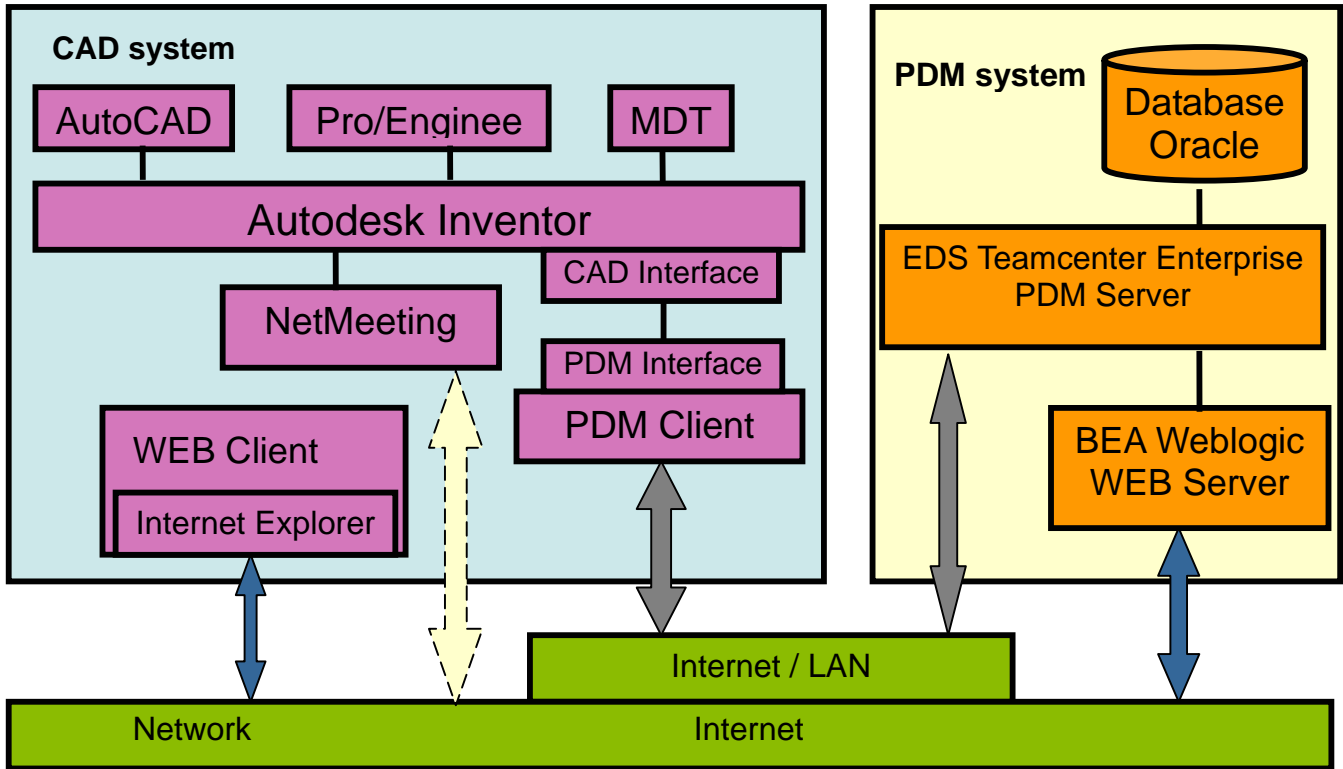 CAD system
AutoCAD
Pro/Enginee
MDT
Autodesk Inventor
CAD Interface
NetMeeting
PDM Interface
PDM Client
WEB Client
Internet Explorer
PDM system
Database
Oracle
EDS Teamcenter Enterprise
PDM Server
BEA Weblogic
WEB Server
Internet / LAN
Network
Internet